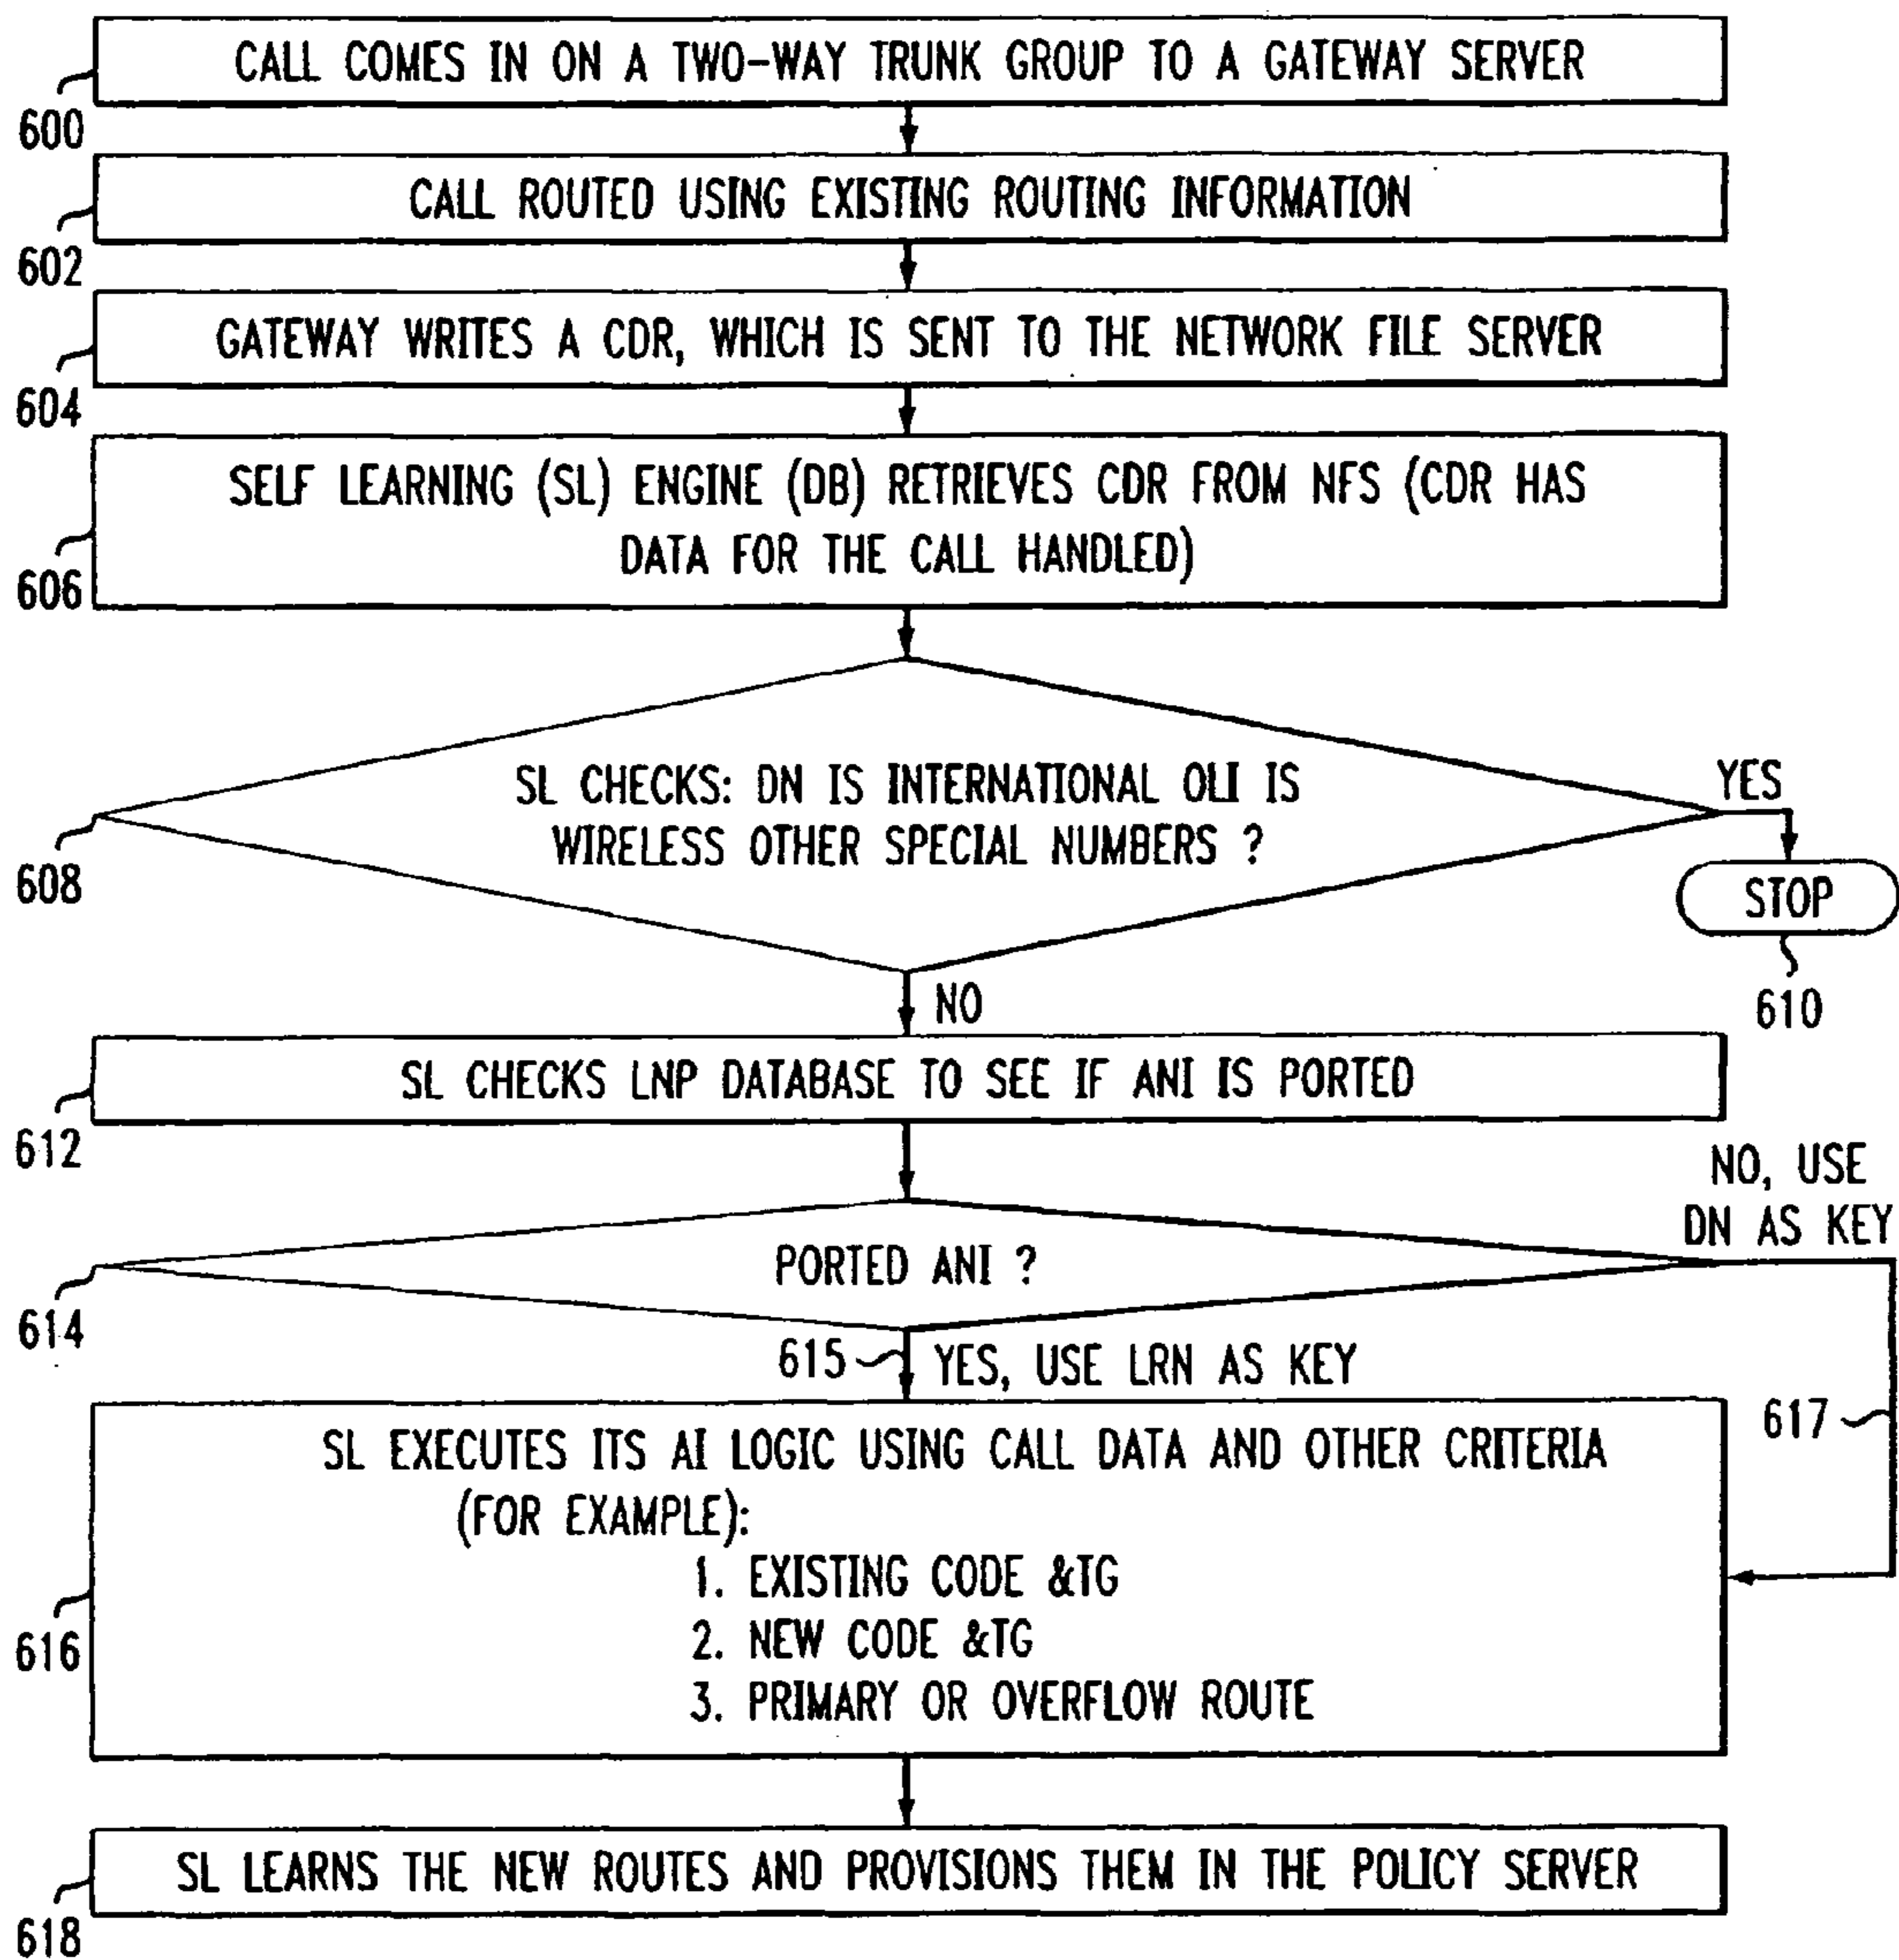 CALL COMES IN ON A TWO-WAY TRUNK GROUP TO A GATEWAY SERVER
600
CALL ROUTED USING EXISTING ROUTING INFORMATION
602
GATEWAY WRITES A CDR, WHICH IS SENT TO THE NETWORK FILE SERVER
604
SELF LEARNING (SL) ENGINE (DB) RETRIEVES CDR FROM NFS (CDR HAS
DATA FOR THE CALL HANDLED)
606
SL CHECKS: DN IS INTERNATIONAL OLI IS
WIRELESS OTHER SPECIAL NUMBERS ?
608
YES
STOP
610
NO
SL CHECKS LNP DATABASE TO SEE IF ANI IS PORTED
612
NO, USE
DN AS KEY
PORTED ANI ?
614
615
YES, USE LRN AS KEY
617
SL EXECUTES ITS AI LOGIC USING CALL DATA AND OTHER CRITERIA
(FOR EXAMPLE):
1. EXISTING CODE &TG
2. NEW CODE &TG
3. PRIMARY OR OVERFLOW ROUTE
616
SL LEARNS THE NEW ROUTES AND PROVISIONS THEM IN THE POLICY SERVER
618